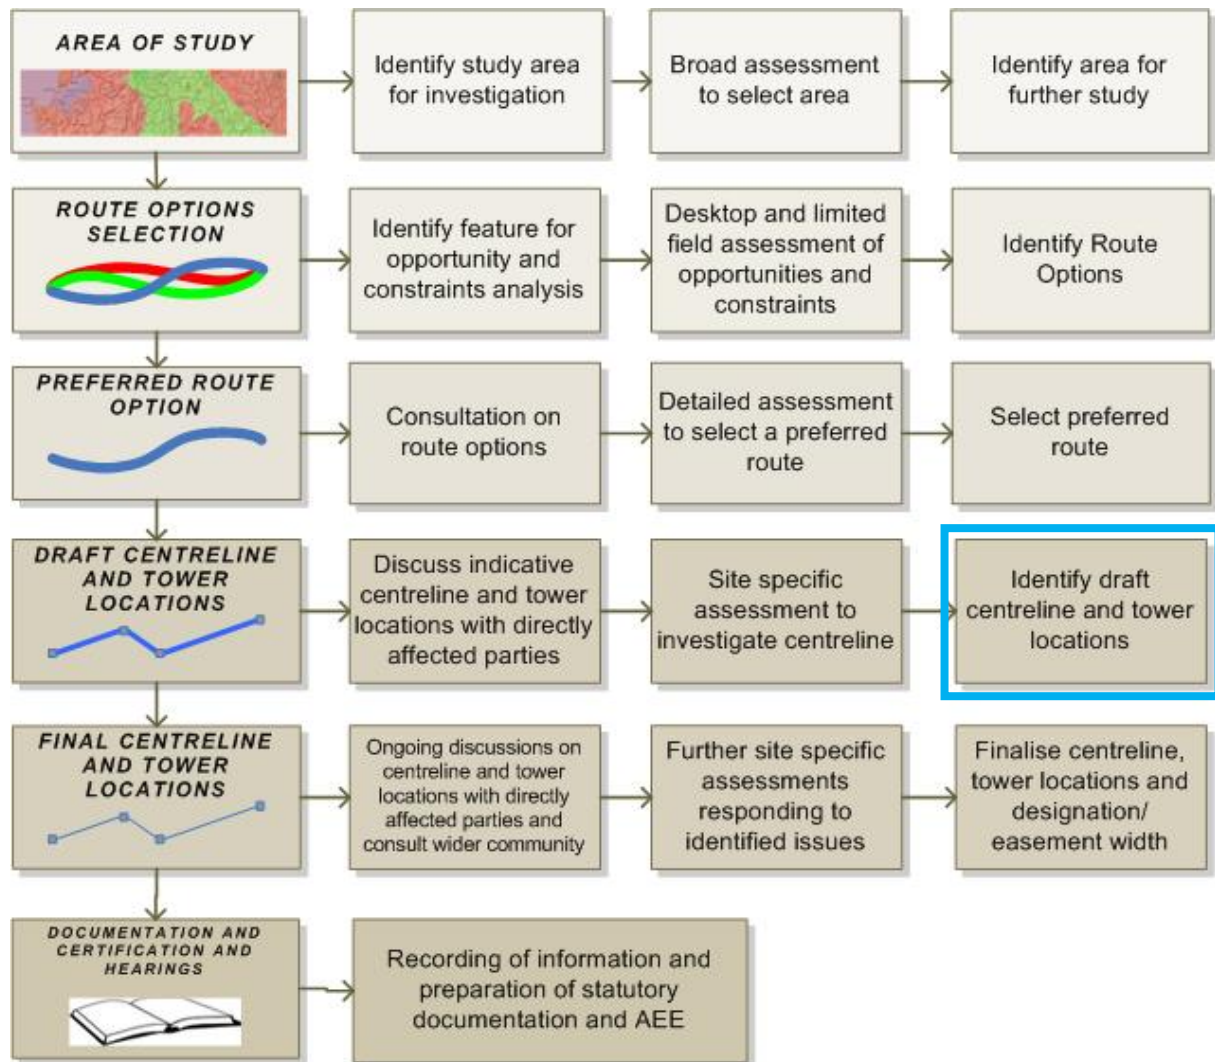 AREA OF STUDY
Identify study area
for investigation
Broad assessment
to select area
Identify area for
further study
ROUTE OPTIONS
SELECTION
Identify feature for
opportunity and
constraints analysis
Desktop and limited
field assessment of
opportunities and
constraints
Identify Route
Options
PREFERRED ROUTE
OPTION
Consultation on
route options
Detailed assessment
to select a preferred
route
Select preferred
route
DRAFT CENTRELINE
AND TOWER
LOCATIONS
Discuss indicative
centreline and tower
locations with directly
affected parties
Site specific
assessment to
investigate centreline
Identify draft
centreline and tower
locations
FINAL CENTRELINE
AND TOWER
LOCATIONS
Ongoing discussions on
centreline and tower
locations with directly
affected parties and
consult wider community
Further site specific
assessments
responding to
identified issues
Finalise centreline,
tower locations and
designation/
easement width
DOCUMENTATION AND
CERTIFICATION AND
HEARINGS
Recording of information and
preparation of statutory
documentation and AEE